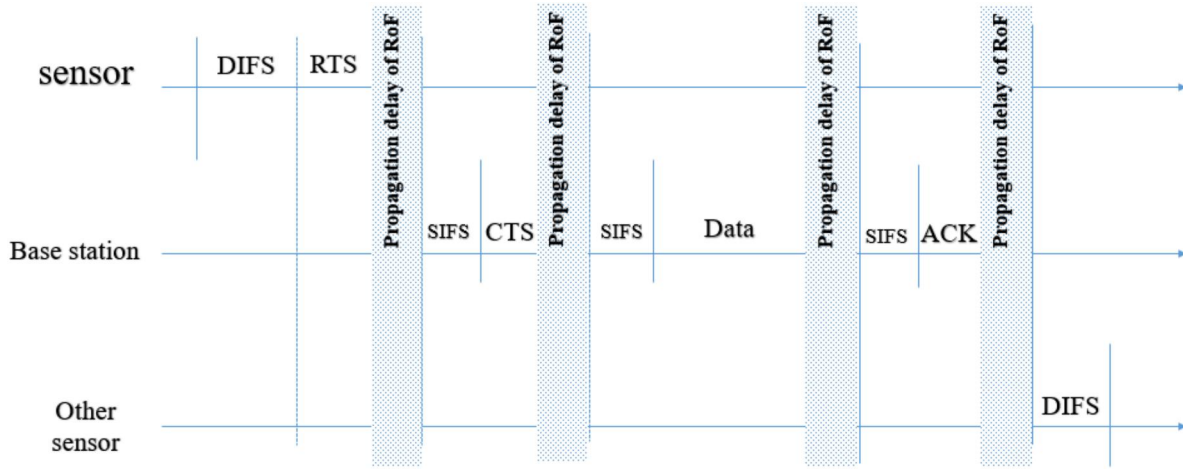 sensor
DIFS
RTS
Propagation delay of RoF
Propagation delay of RoF
Propagation delay of RoF
Propagation delay of RoF
Base station
SIFS
CTS
SIFS
Data
SIFS
ACK
Other
sensor
DIFS